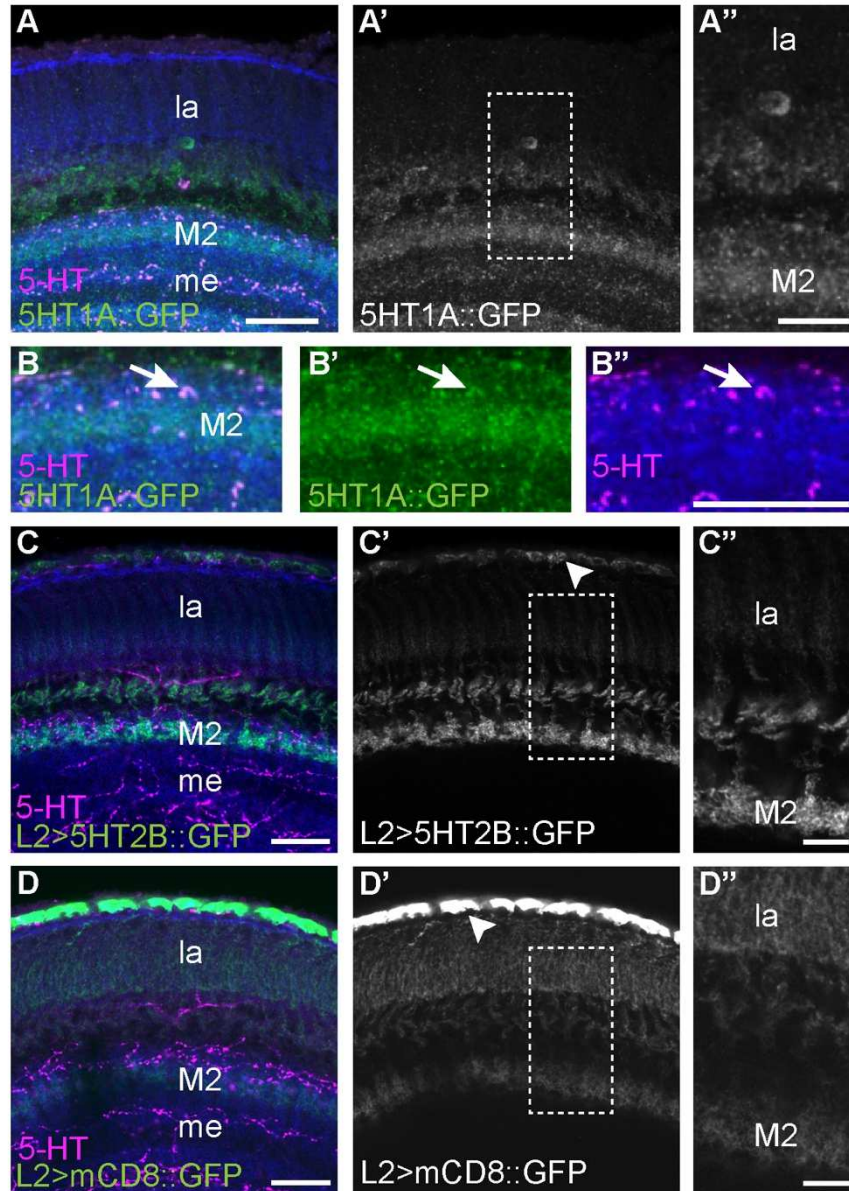 A
la
M2
me
5-HT
5HT1A::GFP
A'
5HT1A::GFP
A"
la
M2
B
M2
5-HT
5HT1A::GFP
B'
5HT1A::GFP
B"
5-HT
C
la
M2
me
5-HT
L2>5HT2B::GFP
C'
L2>5HT2B::GFP
C"
la
M2
D
la
M2
me
5-HT
L2>mCD8::GFP
D'
L2>mCD8::GFP
D"
la
M2